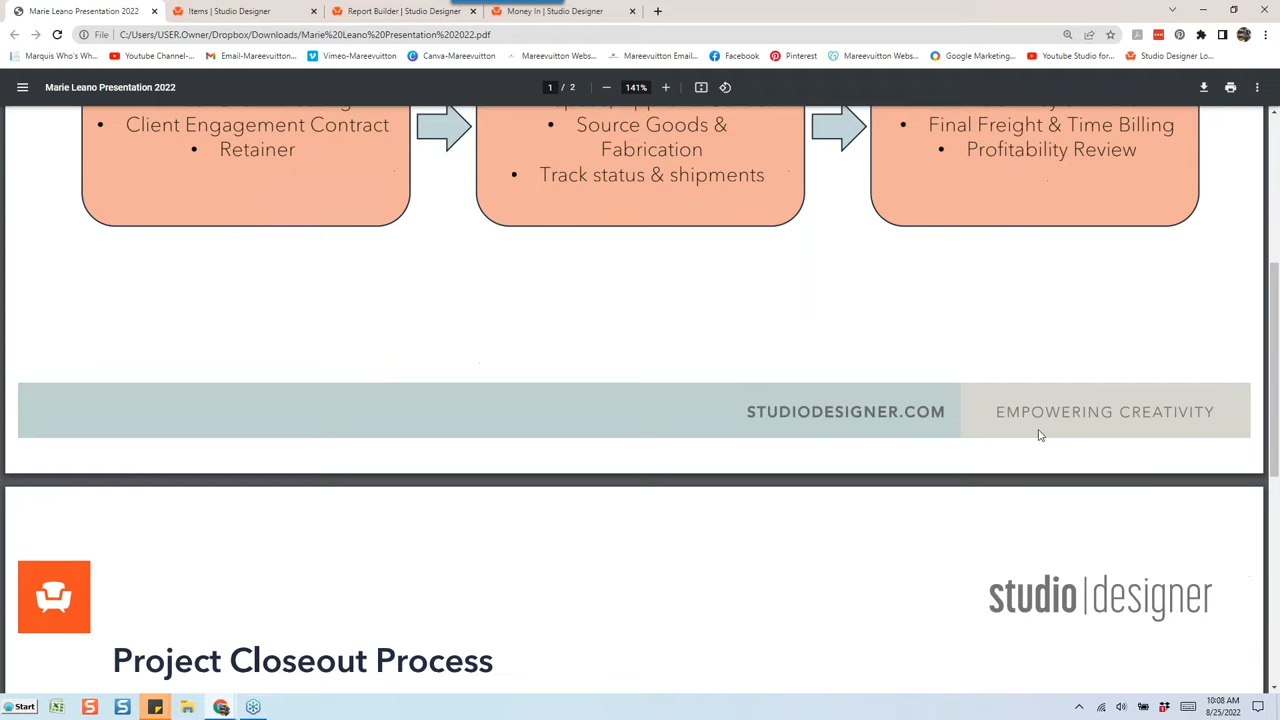 Marie Leano Presentation 2022
Items | Studio Designer
Report Builder | Studio Designer
Money In | Studio Designer
File
C:/Users/USER.Owner/Dropbox/Downloads/Marie%20Leano%20Presentation%202022.pdf
Marquis Who's Wh...
Youtube Channel-...
Email-Mareevuitton...
Vimeo-Mareevuitton
Canva-Mareevuitton
Mareevuitton Webs...
Mareevuitton Email...
Facebook
Pinterest
Mareevuitton Webs...
Google Marketing...
Youtube Studio for...
Studio Designer Lo...
Marie Leano Presentation 2022
1 / 2
141%
• Client Engagement Contract
• Retainer
• Source Goods &
Fabrication
• Track status & shipments
• Final Freight & Time Billing
• Profitability Review
STUDIODESIGNER.COM
EMPOWERING CREATIVITY
studio|designer
Project Closeout Process
Start
10:08 AM
8/25/2022